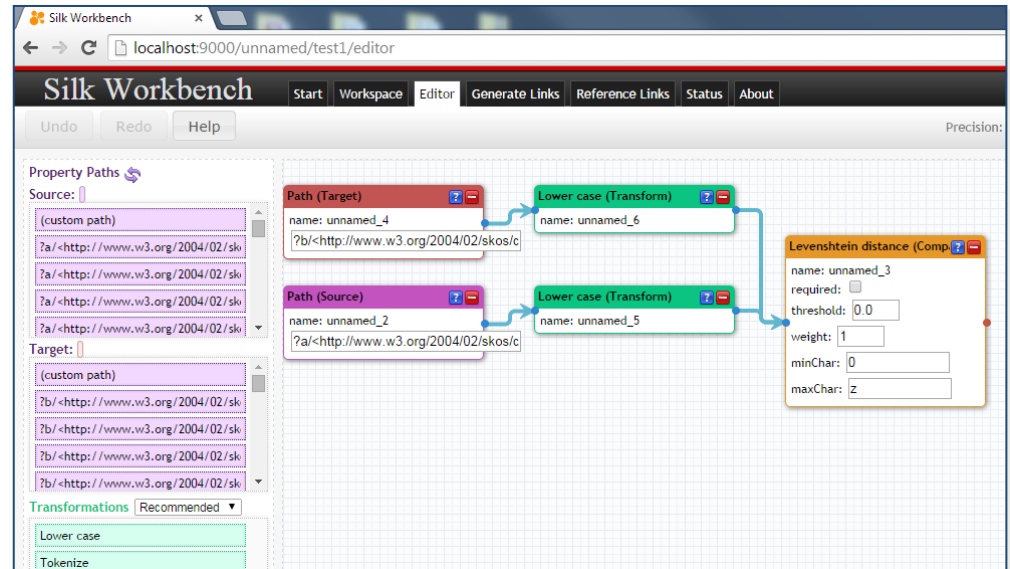 Silk Workbench
localhost:9000/unnamed/test1/editor
Silk Workbench Start Workspace Editor Generate Links Reference Links Status About
Undo Redo Help Precision:
Property Paths
Source:
(custom path)
?a/<http://www.w3.org/2004/02/sk
?a/<http://www.w3.org/2004/02/sk
?a/<http://www.w3.org/2004/02/sk
?a/<http://www.w3.org/2004/02/sk
Target:
(custom path)
?b/<http://www.w3.org/2004/02/sk
?b/<http://www.w3.org/2004/02/sk
?b/<http://www.w3.org/2004/02/sk
?b/<http://www.w3.org/2004/02/sk
Transformations Recommended
Lower case
Tokenize
Path (Target)
name: unnamed_4
?b/<http://www.w3.org/2004/02/skos/c
Lower case (Transform)
name: unnamed_6
Path (Source)
name: unnamed_2
?a/<http://www.w3.org/2004/02/skos/c
Lower case (Transform)
name: unnamed_5
Levenshtein distance (Comp
name: unnamed_3
required:
threshold: 0.0
weight: 1
minChar: 0
maxChar: z